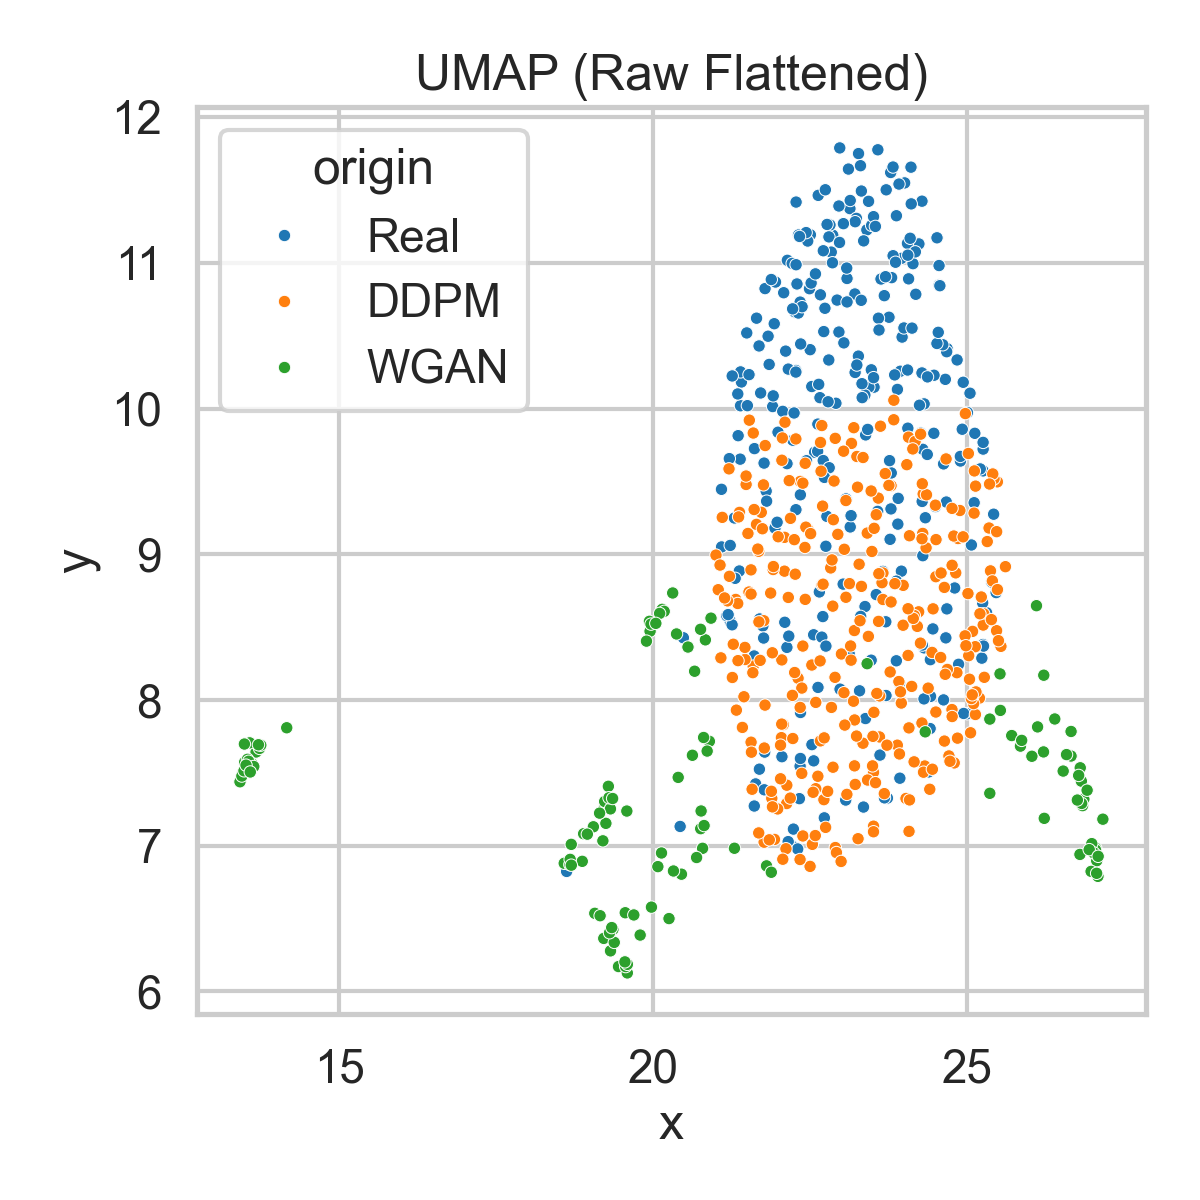 UMAP (Raw Flattened)
12
11
10
9
8
7
6
y
origin
Real
DDPM
WGAN
15 20 25
x